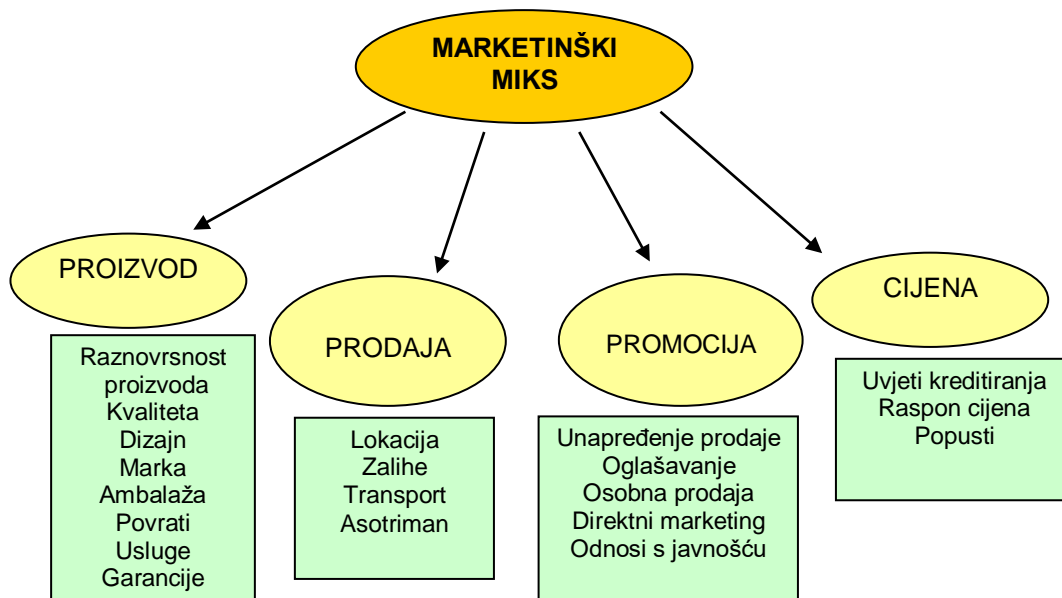 MARKETINŠKI
MIKS
PROIZVOD
Raznovrsnost
proizvoda
Kvaliteta
Dizajn
Marka
Ambalaža
Povrati
Usluge
Garancije
PRODAJA
Lokacija
Zalihe
Transport
Asotriman
PROMOCIJA
Unapređenje prodaje
Oglašavanje
Osobna prodaja
Direktni marketing
Odnosi s javnošću
CIJENA
Uvjeti kreditiranja
Raspon cijena
Popusti